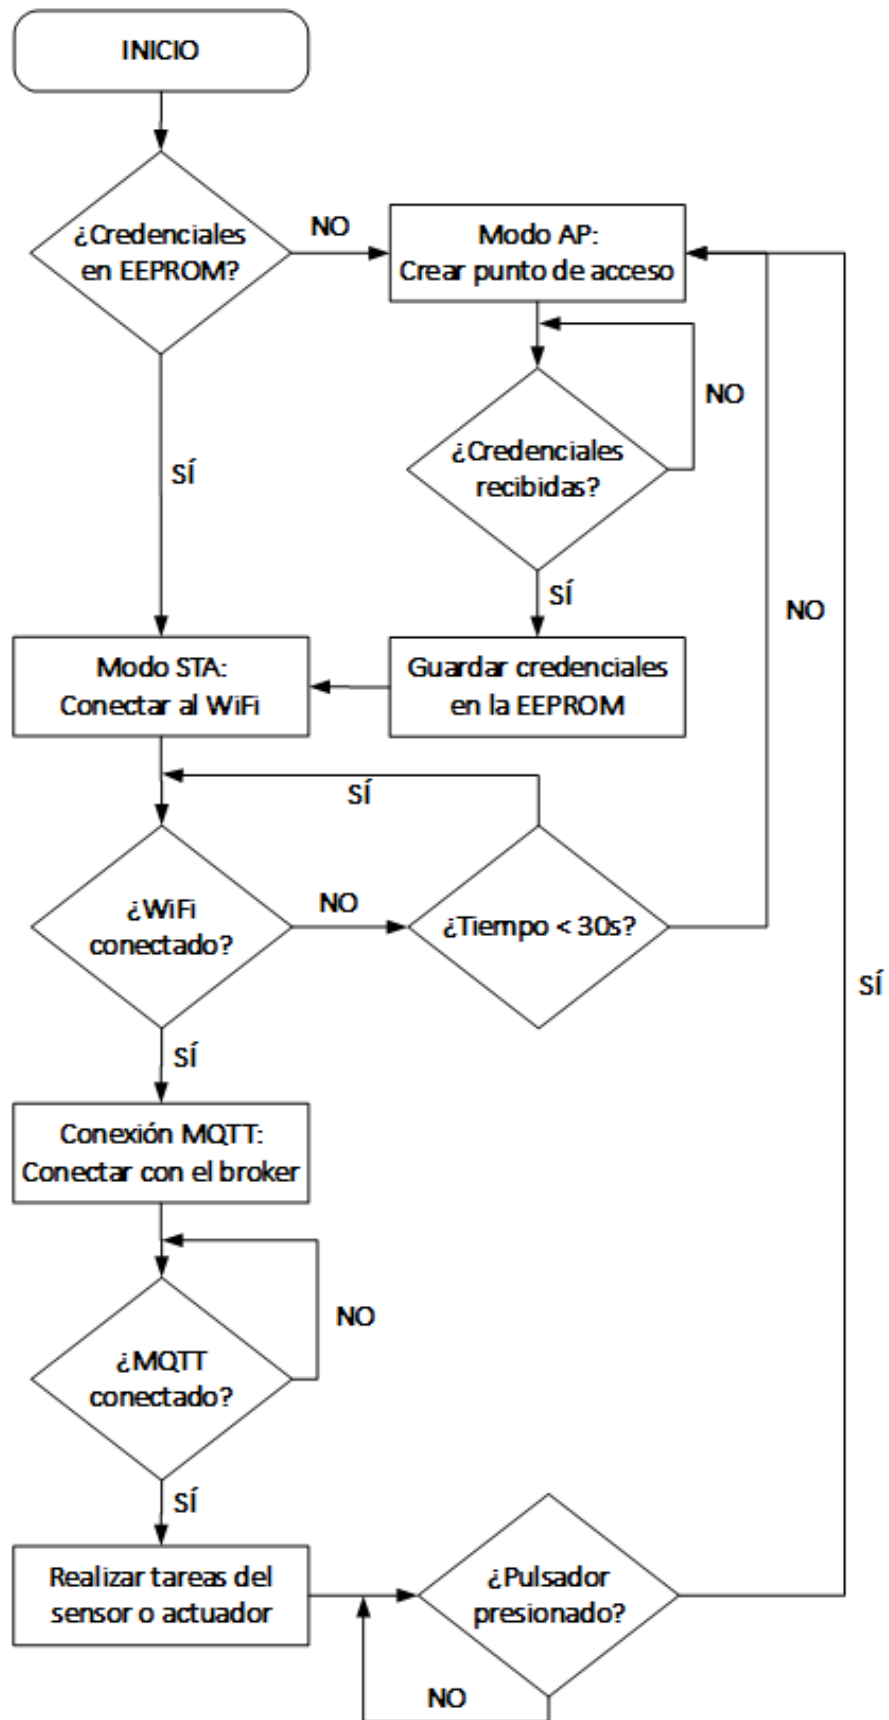 INICIO
¿Credenciales
en EEPROM?
NO
Modo AP:
Crear punto de acceso
NO
¿Credenciales
recibidas?
SÍ
SÍ
NO
Modo STA:
Conectar al WiFi
Guardar credenciales
en la EEPROM
SÍ
¿WiFi
conectado?
NO
¿Tiempo < 30s?
SÍ
SÍ
Conexión MQTT:
Conectar con el broker
NO
¿MQTT
conectado?
SÍ
Realizar tareas del
sensor o actuador
¿Pulsador
presionado?
NO